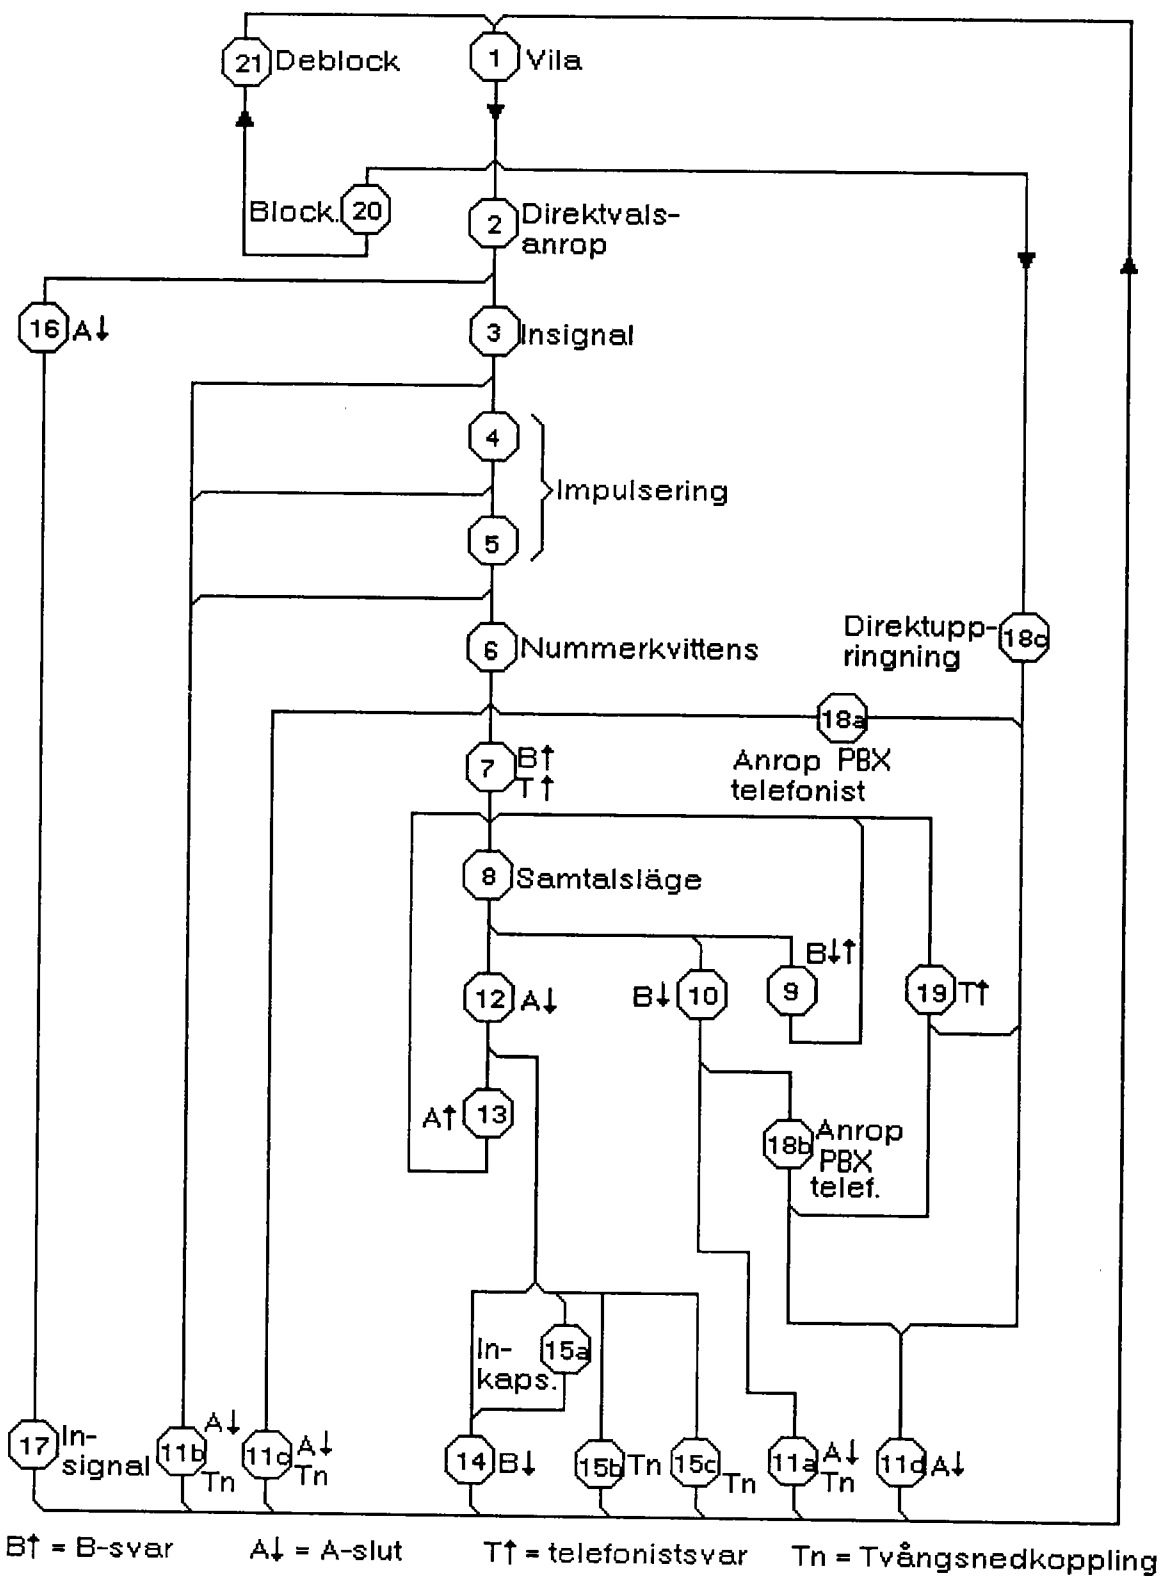 21 Deblock
1 Vila
Block. 20
2 Direktvals-
anrop
16 A↓
3 Insignal
4
Impulsering
5
6 Nummerkvittens
Direktupp-
ringning
18c
18a
Anrop PBX
telefonist
7 B↑
T↑
8 Samtalsläge
12 A↓
B↓ 10
B↓↑
9
19 T↑
A↑ 13
18b Anrop
PBX
telef.
In-
kaps.
15a
17 In-
signal
11b A↓
Tn
11c A↓
Tn
14 B↓
15b Tn
15c Tn
11a A↓
Tn
11d A↓
B↑ = B-svar A↓ = A-slut T↑ = telefonistsvar Tn = Tvångsnedkoppling